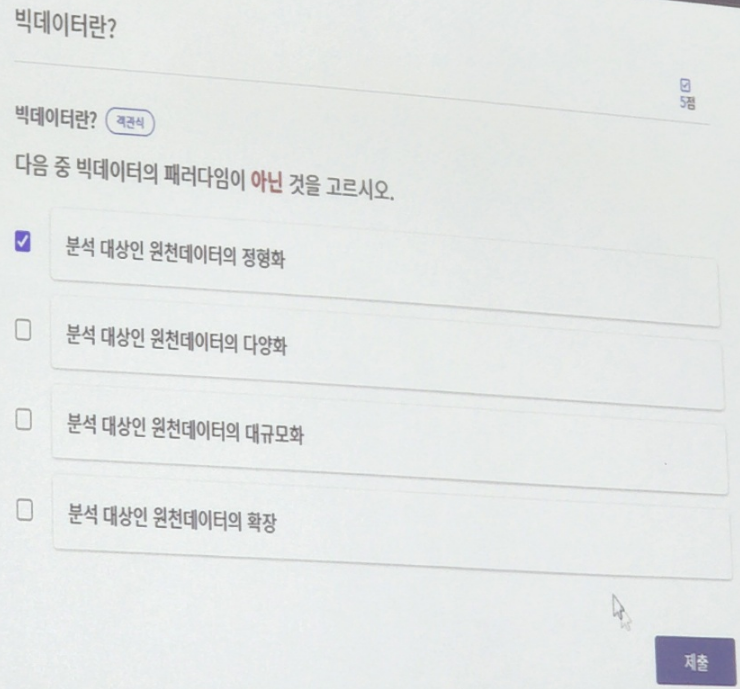 빅데이터란?
5점
빅데이터란? 객관식
다음 중 빅데이터의 패러다임이 아닌 것을 고르시오.
분석 대상인 원천데이터의 정형화
분석 대상인 원천데이터의 다양화
분석 대상인 원천데이터의 대규모화
분석 대상인 원천데이터의 확장
제출